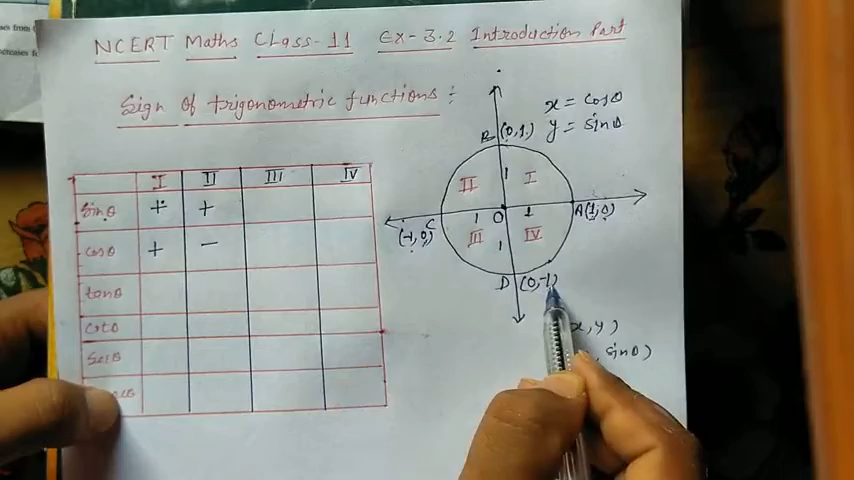 NCERT Maths Class-11 Ex-3.2 Introduction Part
Sign of trigonometric functions :
x = cosθ
y = sinθ
B (0,1)
I II III IV
sinθ + +
cosθ + −
tanθ
cotθ
secθ
II I
1
C 1 O 1 A(1,0)
(-1,0)
III 1 IV
D (0,-1)
x, y)
, sinθ)